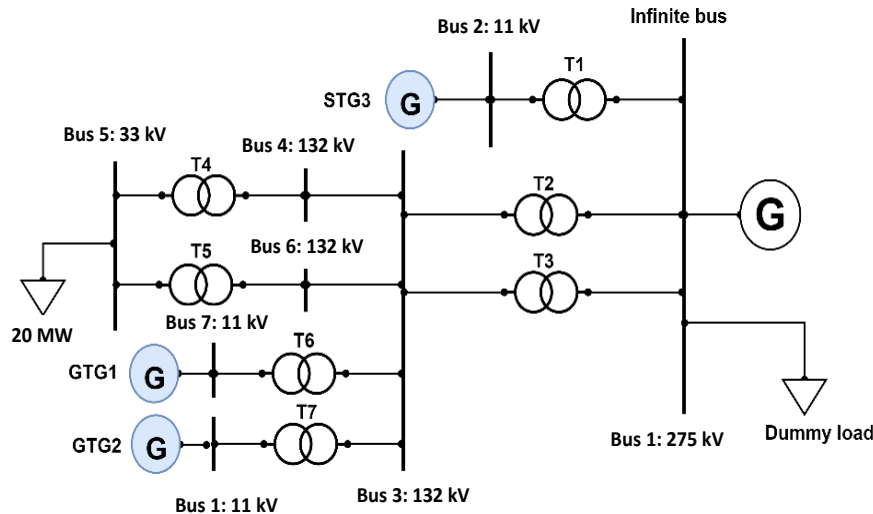 Infinite bus
Bus 2: 11 kV
T1
STG3
G
Bus 5: 33 kV
Bus 4: 132 kV
T4
T2
G
Bus 6: 132 kV
T5
T3
20 MW
Bus 7: 11 kV
T6
GTG1
G
T7
GTG2
G
Bus 1: 275 kV
Dummy load
Bus 1: 11 kV
Bus 3: 132 kV